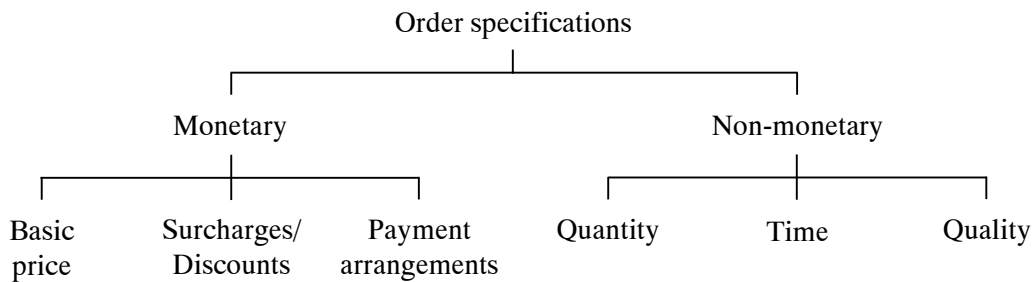 Order specifications
Monetary
Non-monetary
Basic
price
Surcharges/
Discounts
Payment
arrangements
Quantity
Time
Quality